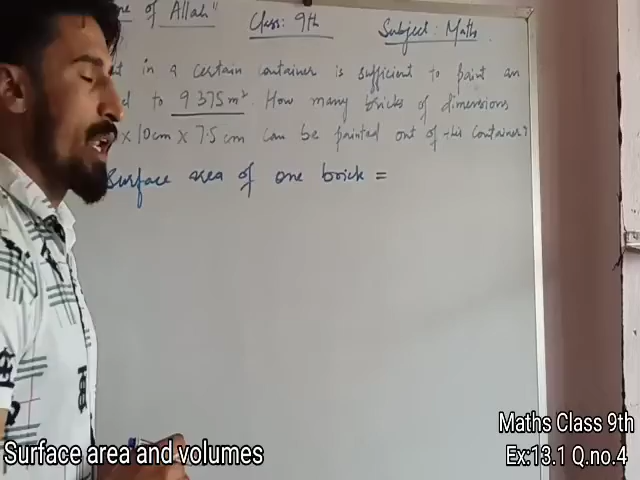 of Allah"
Class: 9th
Subject: Maths
in a certain container is sufficient to paint an
to 9.375m². How many bricks of dimensions
x 10cm x 7.5 cm can be painted out of this container?
Surface area of one brick =
Maths Class 9th
Surface area and volumes
Ex:13.1 Q.no.4